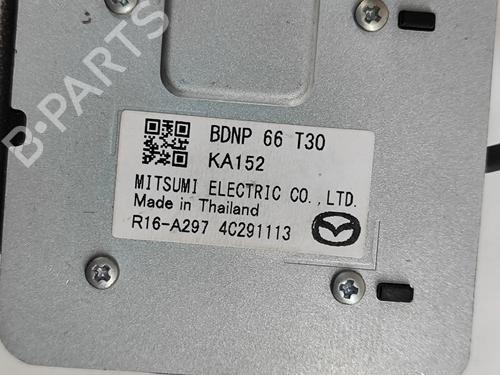 B-PARTS
BDNP 66 T30
KA152
MITSUMI ELECTRIC CO.,LTD.
Made in Thailand
R16-A297 4C291113